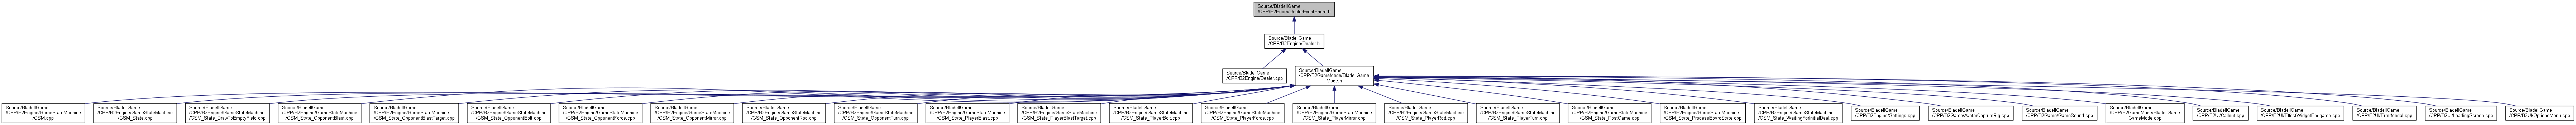 Source/BladeIIGame
/CPP/B2Enum/DealerEventEnum.h
Source/BladeIIGame
/CPP/B2Engine/Dealer.h
Source/BladeIIGame
/CPP/B2Engine/Dealer.cpp
Source/BladeIIGame
/CPP/B2GameMode/BladeIIGame
Mode.h
Source/BladeIIGame
/CPP/B2Engine/GameStateMachine
/GSM.cpp
Source/BladeIIGame
/CPP/B2Engine/GameStateMachine
/GSM_State.cpp
Source/BladeIIGame
/CPP/B2Engine/GameStateMachine
/GSM_State_DrawToEmptyField.cpp
Source/BladeIIGame
/CPP/B2Engine/GameStateMachine
/GSM_State_OpponentBlast.cpp
Source/BladeIIGame
/CPP/B2Engine/GameStateMachine
/GSM_State_OpponentBlastTarget.cpp
Source/BladeIIGame
/CPP/B2Engine/GameStateMachine
/GSM_State_OpponentBolt.cpp
Source/BladeIIGame
/CPP/B2Engine/GameStateMachine
/GSM_State_OpponentForce.cpp
Source/BladeIIGame
/CPP/B2Engine/GameStateMachine
/GSM_State_OpponentMirror.cpp
Source/BladeIIGame
/CPP/B2Engine/GameStateMachine
/GSM_State_OpponentRod.cpp
Source/BladeIIGame
/CPP/B2Engine/GameStateMachine
/GSM_State_OpponentTurn.cpp
Source/BladeIIGame
/CPP/B2Engine/GameStateMachine
/GSM_State_PlayerBlast.cpp
Source/BladeIIGame
/CPP/B2Engine/GameStateMachine
/GSM_State_PlayerBlastTarget.cpp
Source/BladeIIGame
/CPP/B2Engine/GameStateMachine
/GSM_State_PlayerBolt.cpp
Source/BladeIIGame
/CPP/B2Engine/GameStateMachine
/GSM_State_PlayerForce.cpp
Source/BladeIIGame
/CPP/B2Engine/GameStateMachine
/GSM_State_PlayerMirror.cpp
Source/BladeIIGame
/CPP/B2Engine/GameStateMachine
/GSM_State_PlayerRod.cpp
Source/BladeIIGame
/CPP/B2Engine/GameStateMachine
/GSM_State_PlayerTurn.cpp
Source/BladeIIGame
/CPP/B2Engine/GameStateMachine
/GSM_State_PostGame.cpp
Source/BladeIIGame
/CPP/B2Engine/GameStateMachine
/GSM_State_ProcessBoardState.cpp
Source/BladeIIGame
/CPP/B2Engine/GameStateMachine
/GSM_State_WaitingForInitialDeal.cpp
Source/BladeIIGame
/CPP/B2Engine/Settings.cpp
Source/BladeIIGame
/CPP/B2Game/AvatarCaptureRig.cpp
Source/BladeIIGame
/CPP/B2Game/GameSound.cpp
Source/BladeIIGame
/CPP/B2GameMode/BladeIIGame
GameMode.cpp
Source/BladeIIGame
/CPP/B2UI/Callout.cpp
Source/BladeIIGame
/CPP/B2UI/EffectWidgetEndgame.cpp
Source/BladeIIGame
/CPP/B2UI/ErrorModal.cpp
Source/BladeIIGame
/CPP/B2UI/LoadingScreen.cpp
Source/BladeIIGame
/CPP/B2UI/OptionsMenu.cpp